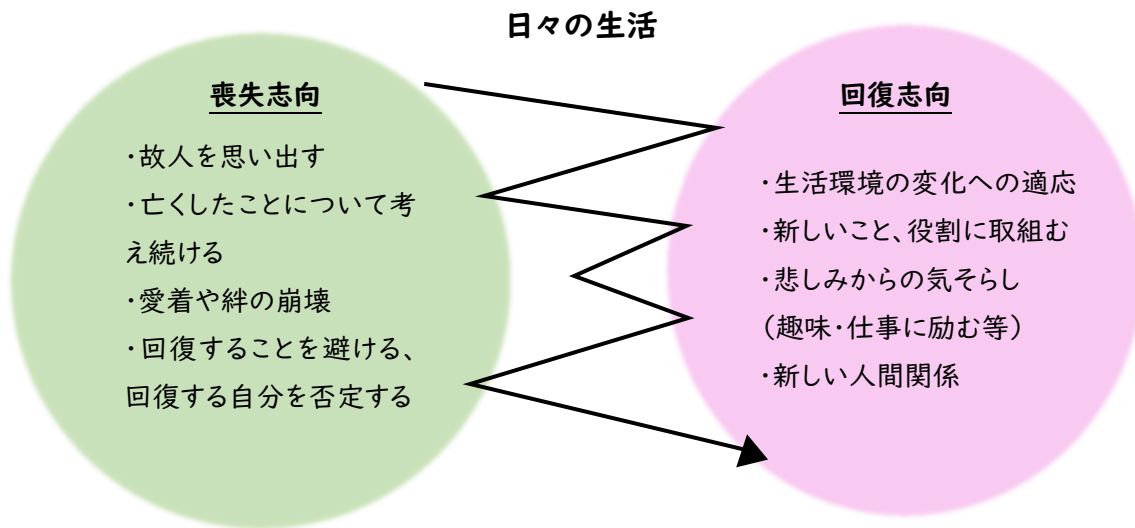 日々の生活
喪失志向
・故人を思い出す
・亡くしたことについて考
え続ける
・愛着や絆の崩壊
・回復することを避ける、
回復する自分を否定する
回復志向
・生活環境の変化への適応
・新しいこと、役割に取組む
・悲しみからの気そらし
（趣味・仕事に励む等）
・新しい人間関係